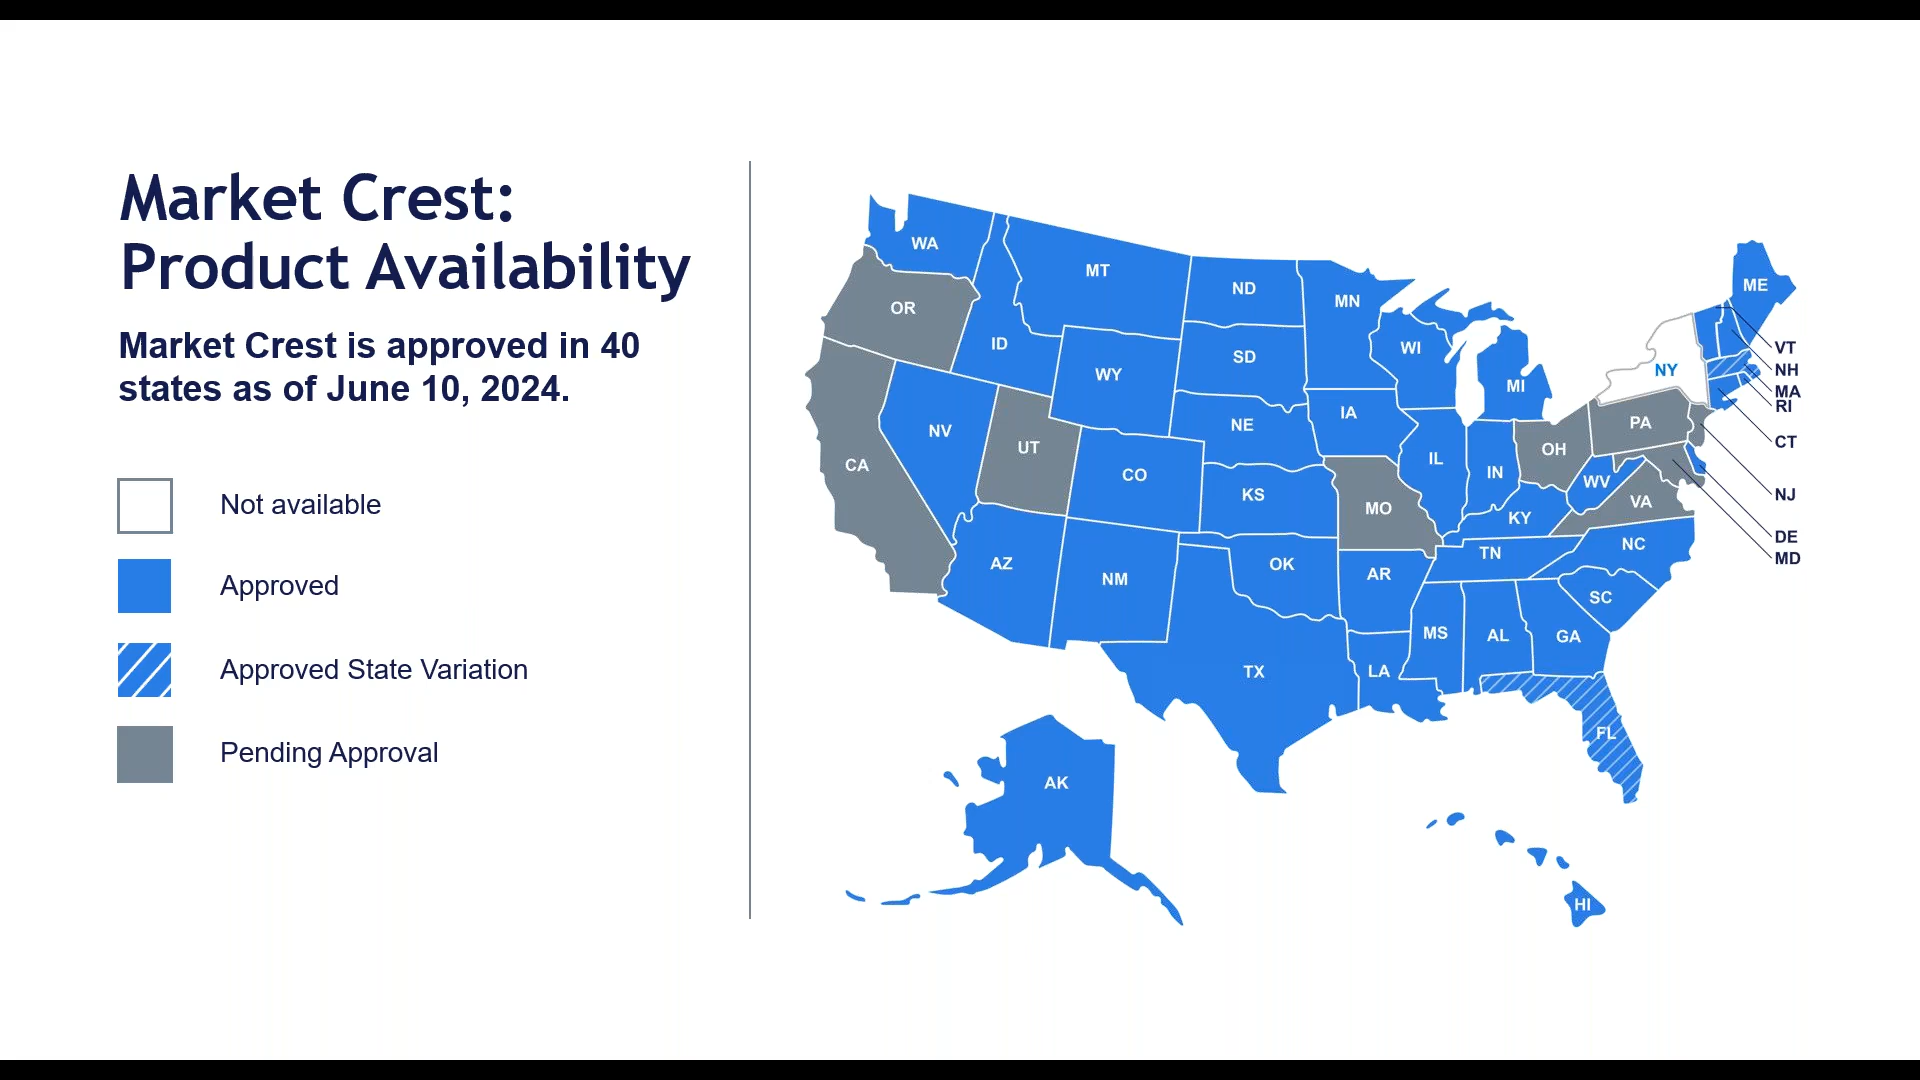 Market Crest:
Product Availability
Market Crest is approved in 40
states as of June 10, 2024.
Not available
Approved
Approved State Variation
Pending Approval
WA
MT
ND
MN
ME
OR
ID
SD
WI
VT
NY
NH
WY
MI
MA
RI
IA
NV
NE
PA
CT
UT
OH
CA
CO
IL
IN
WV
NJ
KS
MO
VA
KY
DE
NC
TN
MD
AZ
OK
AR
NM
SC
MS
AL
GA
TX
LA
FL
AK
HI